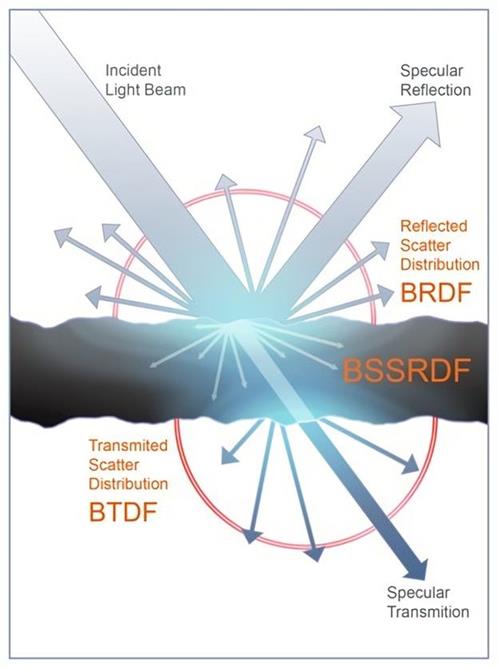 Incident
Light Beam
Specular
Reflection
Reflected
Scatter
Distribution
BRDF
BSSRDF
Transmited
Scatter
Distribution
BTDF
Specular
Transmition